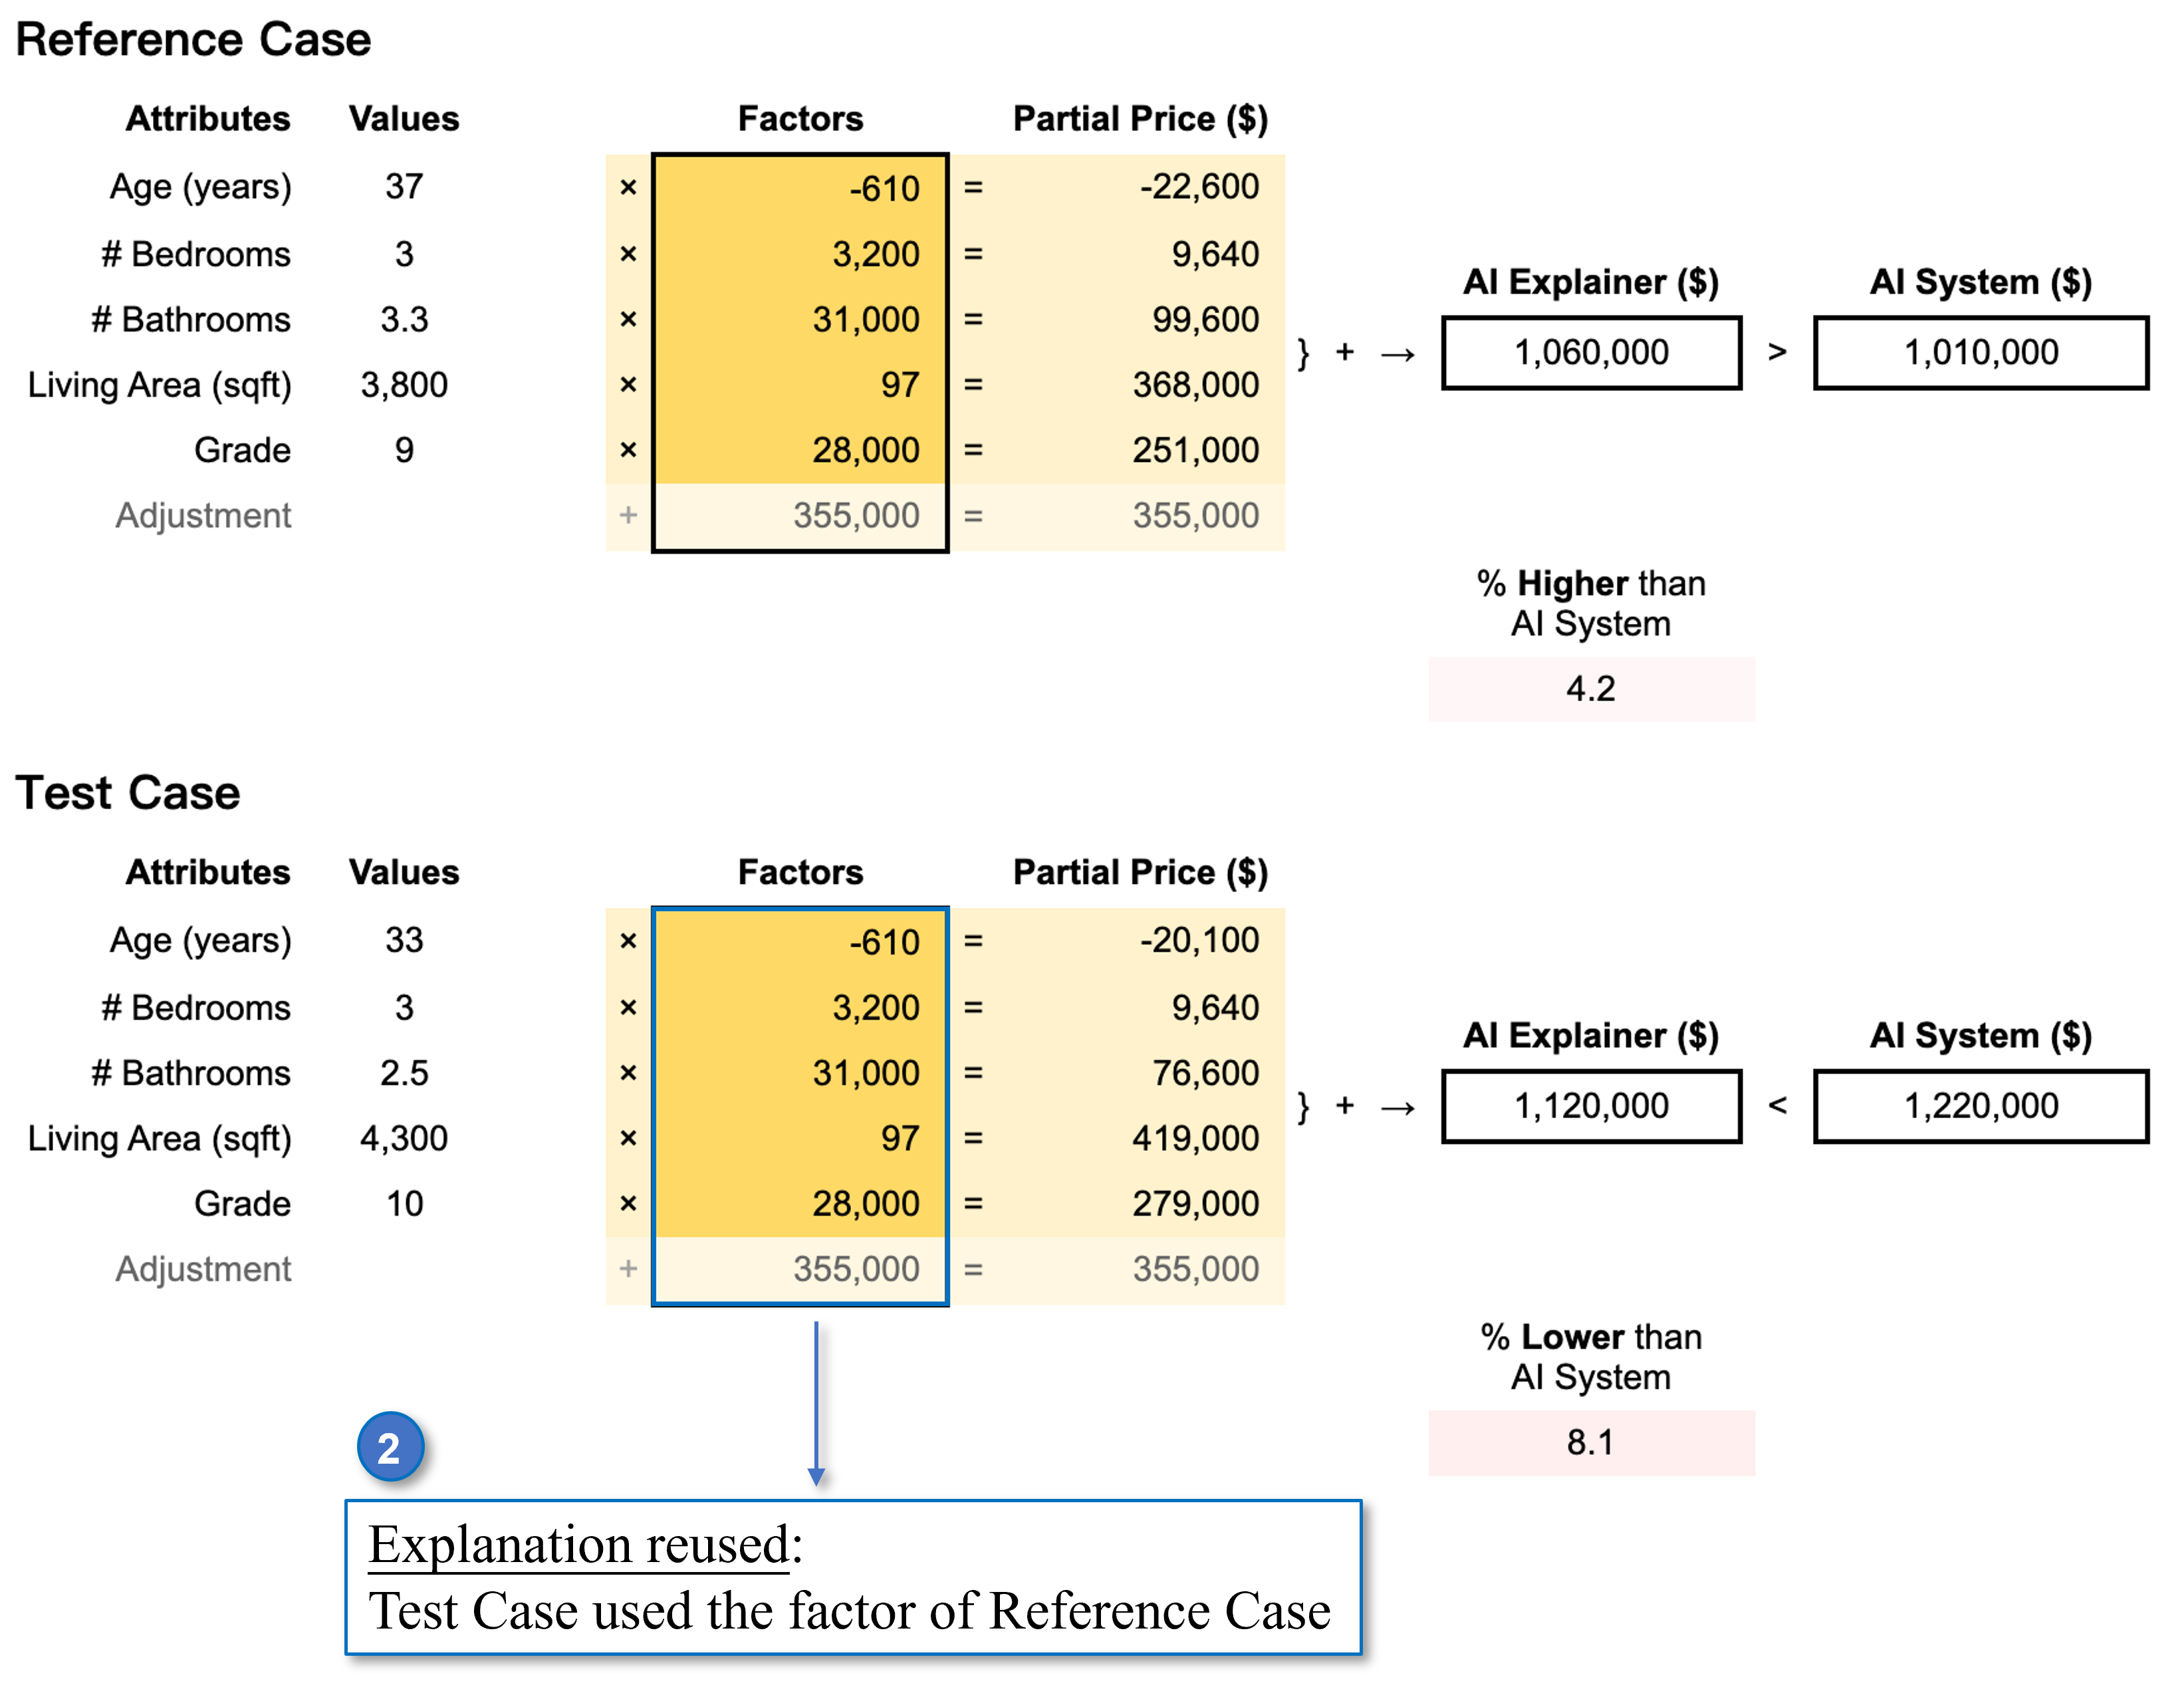 Reference Case
Attributes Values Factors Partial Price ($)
Age (years) 37 × -610 = -22,600
# Bedrooms 3 × 3,200 = 9,640
# Bathrooms 3.3 × 31,000 = 99,600
Living Area (sqft) 3,800 × 97 = 368,000
Grade 9 × 28,000 = 251,000
Adjustment + 355,000 = 355,000
} + →
AI Explainer ($) AI System ($)
1,060,000 > 1,010,000
% Higher than
AI System
4.2
Test Case
Attributes Values Factors Partial Price ($)
Age (years) 33 × -610 = -20,100
# Bedrooms 3 × 3,200 = 9,640
# Bathrooms 2.5 × 31,000 = 76,600
Living Area (sqft) 4,300 × 97 = 419,000
Grade 10 × 28,000 = 279,000
Adjustment + 355,000 = 355,000
} + →
AI Explainer ($) AI System ($)
1,120,000 < 1,220,000
% Lower than
AI System
8.1
2
Explanation reused:
Test Case used the factor of Reference Case